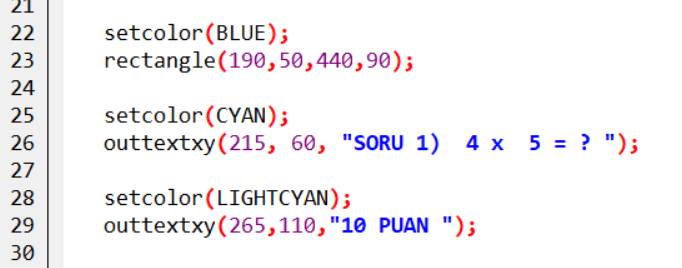 21
22 setcolor(BLUE);
23 rectangle(190,50,440,90);
24
25 setcolor(CYAN);
26 outtextxy(215, 60, "SORU 1)  4 x  5 = ? ");
27
28 setcolor(LIGHTCYAN);
29 outtextxy(265,110,"10 PUAN ");
30